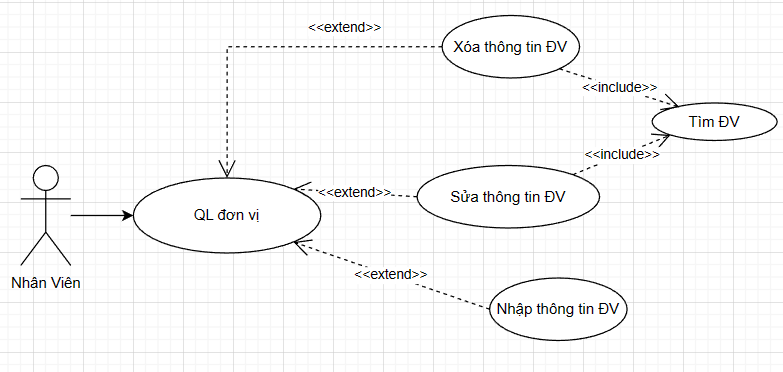 <<extend>>
Xóa thông tin ĐV
<<include>>
Tìm ĐV
<<include>>
<<extend>>
Sửa thông tin ĐV
QL đơn vị
<<extend>>
Nhân Viên
Nhập thông tin ĐV